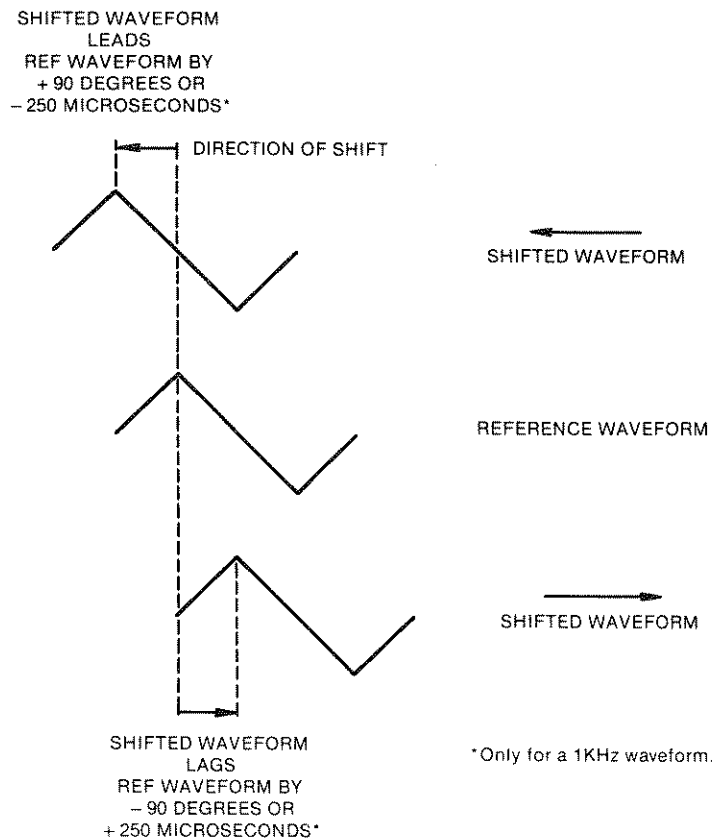 SHIFTED WAVEFORM
LEADS
REF WAVEFORM BY
+ 90 DEGREES OR
– 250 MICROSECONDS*
DIRECTION OF SHIFT
SHIFTED WAVEFORM
REFERENCE WAVEFORM
SHIFTED WAVEFORM
SHIFTED WAVEFORM
LAGS
REF WAVEFORM BY
– 90 DEGREES OR
+ 250 MICROSECONDS*
*Only for a 1KHz waveform.